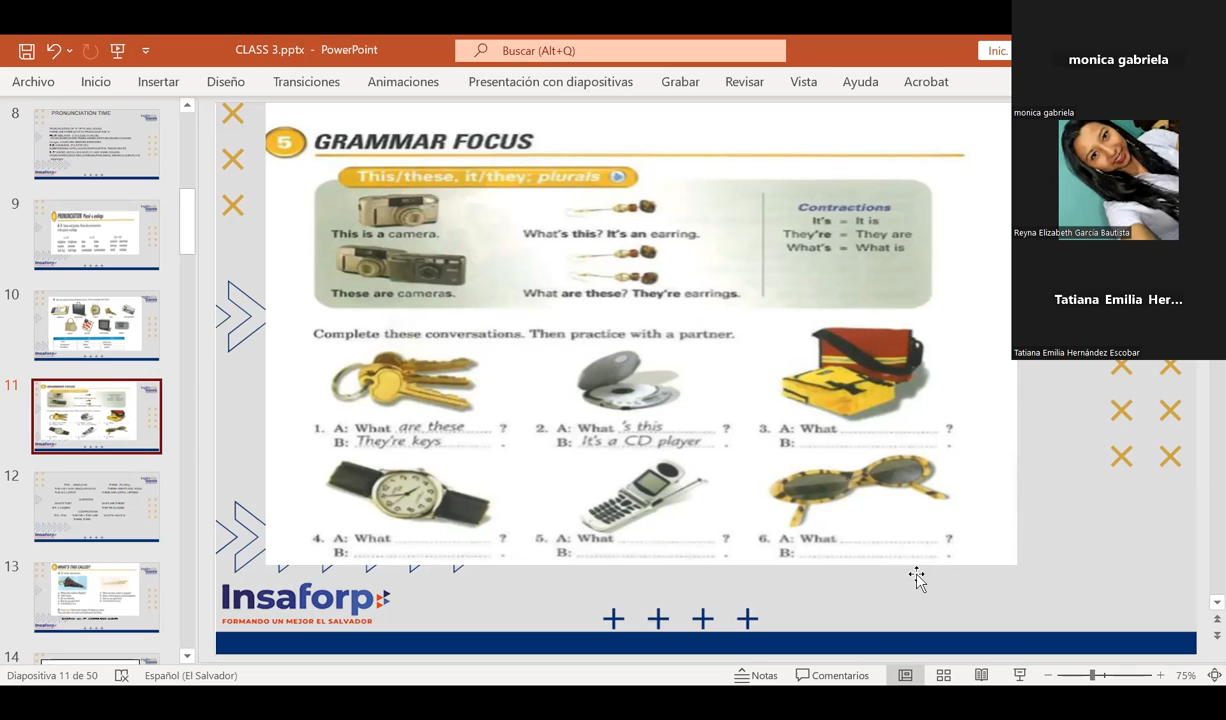 CLASS 3.pptx - PowerPoint
Buscar (Alt+Q)
Inic.
Archivo Inicio Insertar Diseño Transiciones Animaciones Presentación con diapositivas Grabar Revisar Vista Ayuda Acrobat
monica gabriela
monica gabriela
Reyna Elizabeth García Bautista
Tatiana Emilia Her...
Tatiana Emilia Hernández Escobar
8
PRONUNCIATION TIME
9
10
11
12
13
WHAT'S THIS CALLED?
14
5 GRAMMAR FOCUS
This/these, it/they; plurals
This is a camera.
What's this? It's an earring.
These are cameras.
What are these? They're earrings.
Contractions
It's = It is
They're = They are
What's = What is
Complete these conversations. Then practice with a partner.
1. A: What are these ?
B: They're keys .
2. A: What 's this ?
B: It's a CD player .
3. A: What ?
B: .
4. A: What ?
B: .
5. A: What ?
B: .
6. A: What ?
B: .
Insaforp
FORMANDO UN MEJOR EL SALVADOR
Diapositiva 11 de 50
Español (El Salvador)
Notas
Comentarios
75%